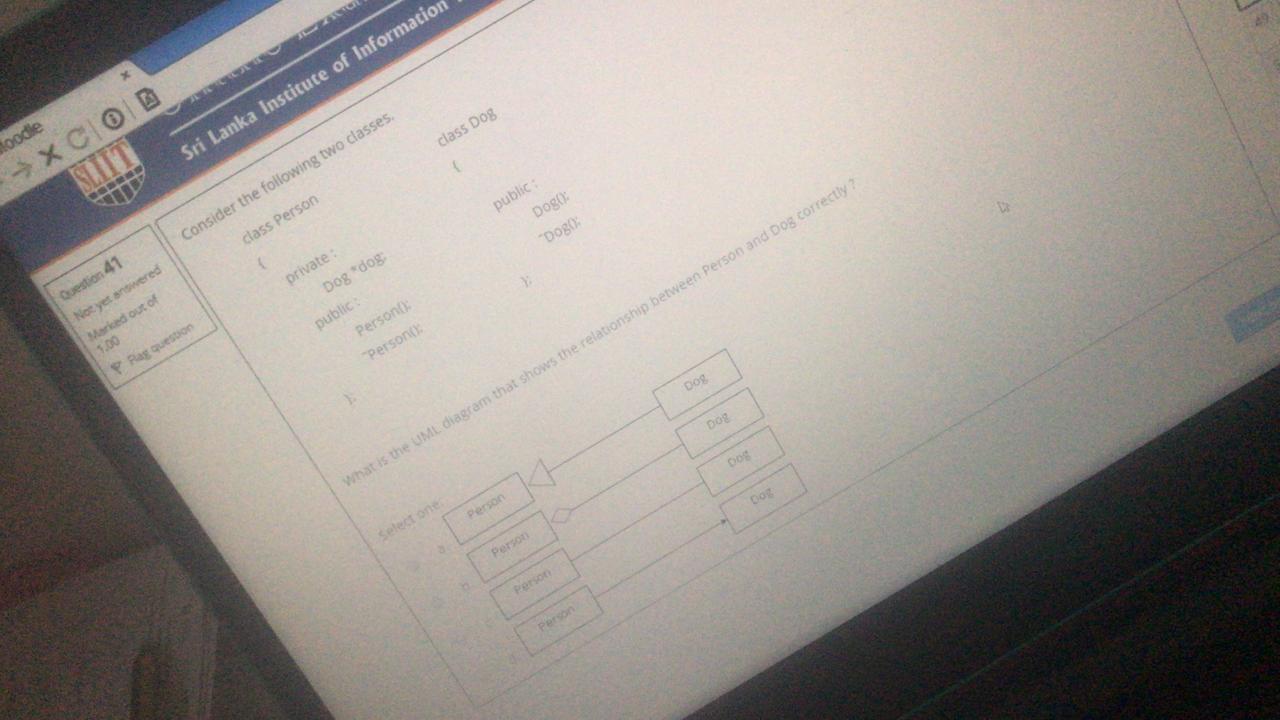 oodle
SLIIT
Sri Lanka Institute of Information
Question 41
Not yet answered
Marked out of
1.00
Flag question
Consider the following two classes.
class Person
{
private :
Dog *dog;
public :
Person();
~Person();
};
class Dog
{
public :
Dog();
~Dog();
};
What is the UML diagram that shows the relationship between Person and Dog correctly ?
Select one:
a.
Person
Dog
b.
Person
Dog
Person
Dog
Person
Dog
49